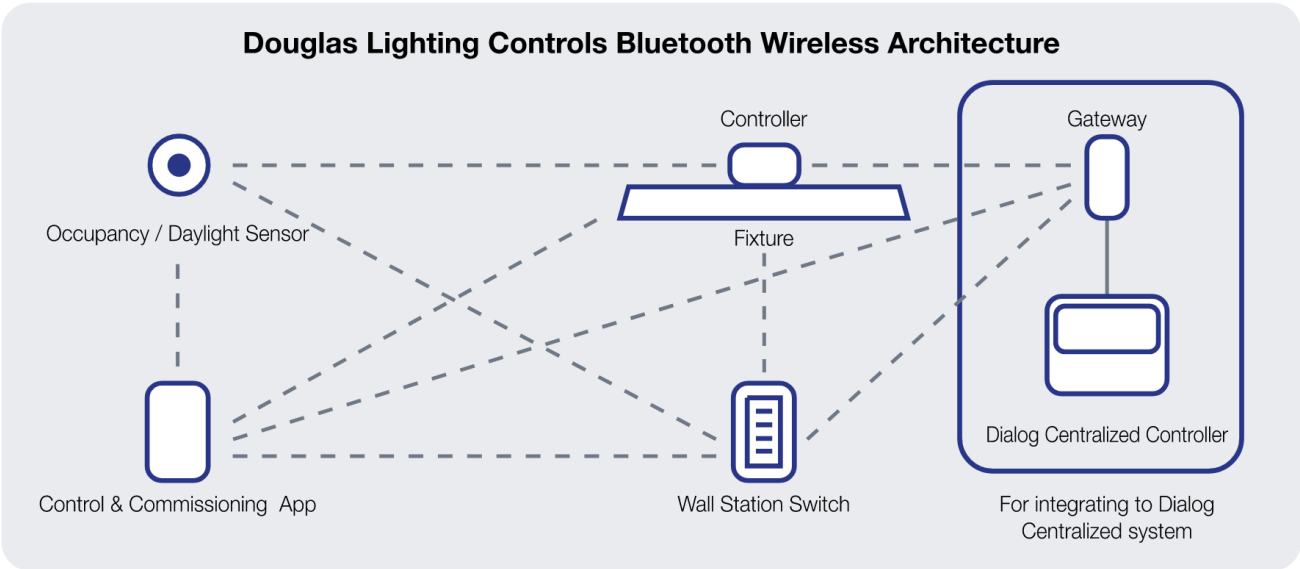 Douglas Lighting Controls Bluetooth Wireless Architecture
Controller
Gateway
Occupancy / Daylight Sensor
Fixture
Dialog Centralized Controller
Control & Commissioning App
Wall Station Switch
For integrating to Dialog
Centralized system